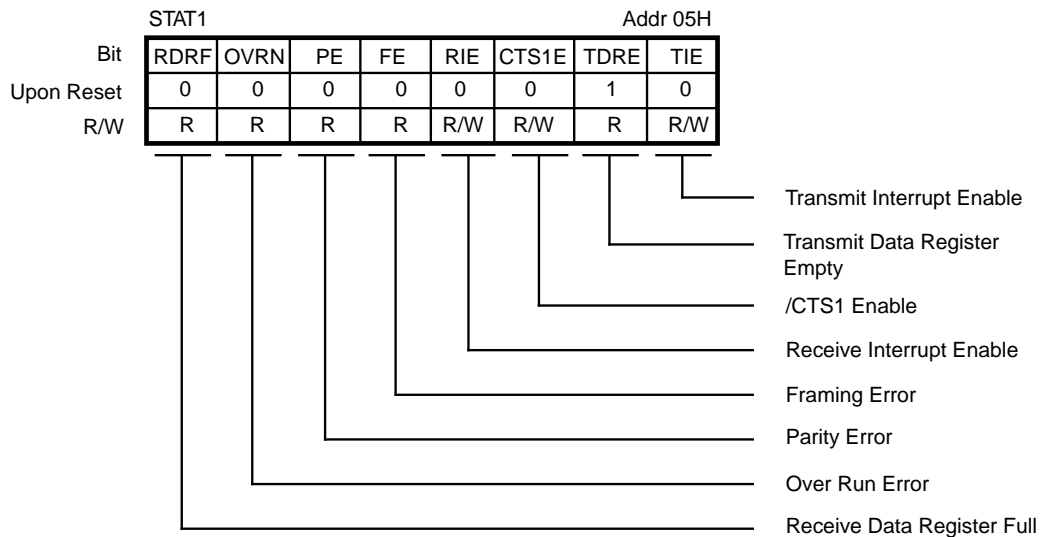 STAT1 Addr 05H
Bit RDRF OVRN PE FE RIE CTS1E TDRE TIE
Upon Reset 0 0 0 0 0 0 1 0
R/W R R R R R/W R/W R R/W
Transmit Interrupt Enable
Transmit Data Register
Empty
/CTS1 Enable
Receive Interrupt Enable
Framing Error
Parity Error
Over Run Error
Receive Data Register Full